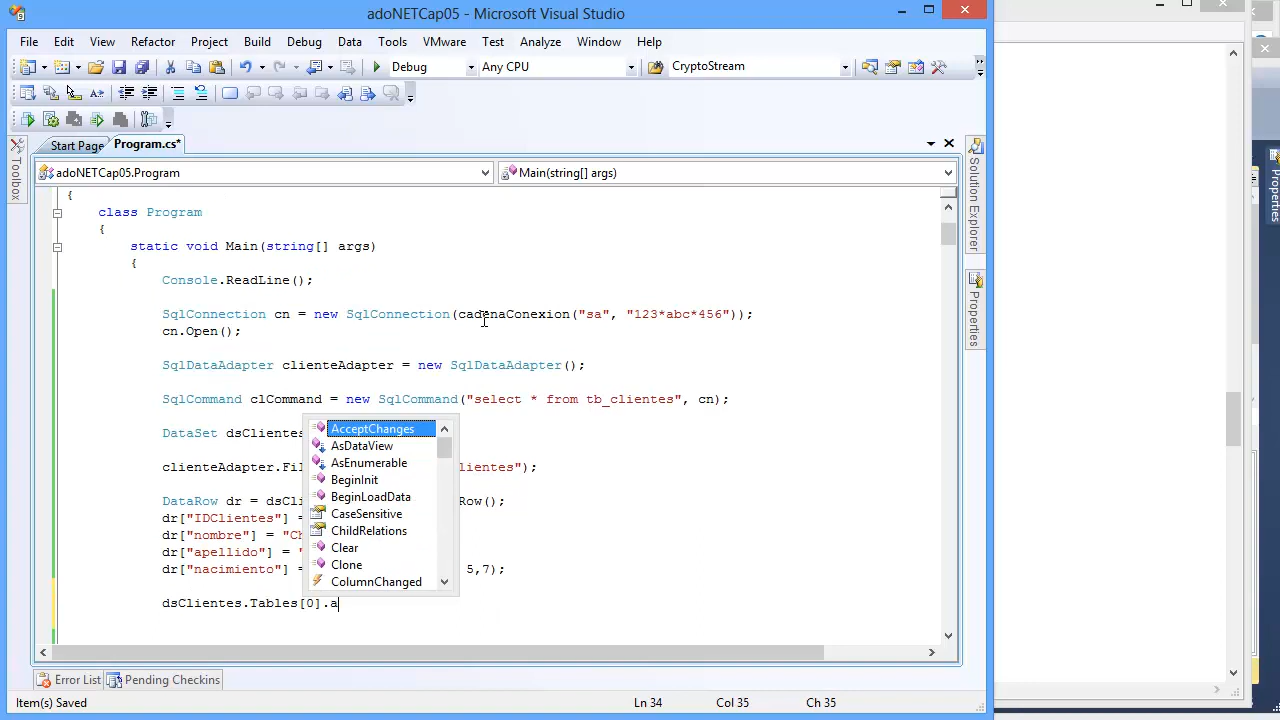 adoNETCap05 - Microsoft Visual Studio
File Edit View Refactor Project Build Debug Data Tools VMware Test Analyze Window Help
Debug Any CPU CryptoStream
Start Page Program.cs*
Toolbox
adoNETCap05.Program Main(string[] args)
{
class Program
{
static void Main(string[] args)
{
Console.ReadLine();
SqlConnection cn = new SqlConnection(cadenaConexion("sa", "123*abc*456"));
cn.Open();
SqlDataAdapter clienteAdapter = new SqlDataAdapter();
SqlCommand clCommand = new SqlCommand("select * from tb_clientes", cn);
DataSet dsClientes
clienteAdapter.Fil lientes");
DataRow dr = dsCli Row();
dr["IDClientes"] =
dr["nombre"] = "Ch
dr["apellido"] = "
dr["nacimiento"] = 5,7);
dsClientes.Tables[0].a
AcceptChanges
AsDataView
AsEnumerable
BeginInit
BeginLoadData
CaseSensitive
ChildRelations
Clear
Clone
ColumnChanged
Solution Explorer
Properties
Properties
Error List Pending Checkins
Item(s) Saved Ln 34 Col 35 Ch 35